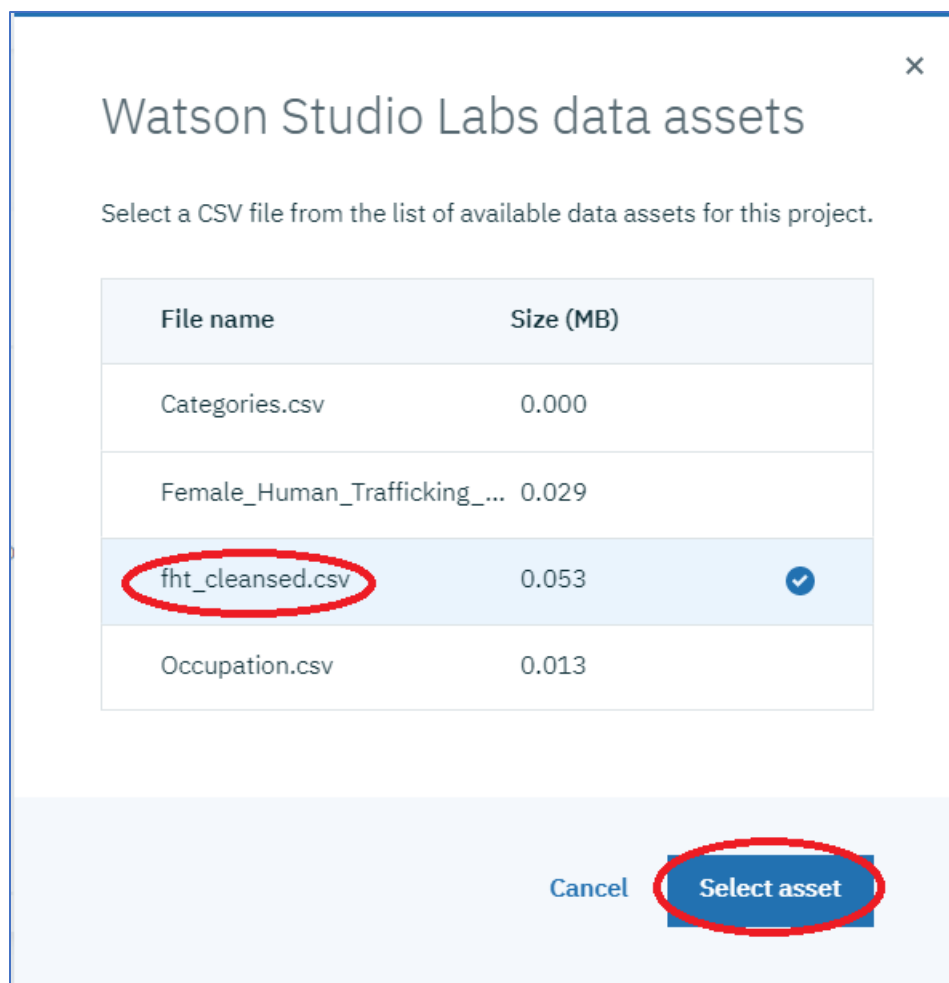 Watson Studio Labs data assets
Select a CSV file from the list of available data assets for this project.
File name Size (MB)
Categories.csv 0.000
Female_Human_Trafficking_... 0.029
fht_cleansed.csv 0.053
Occupation.csv 0.013
Cancel Select asset